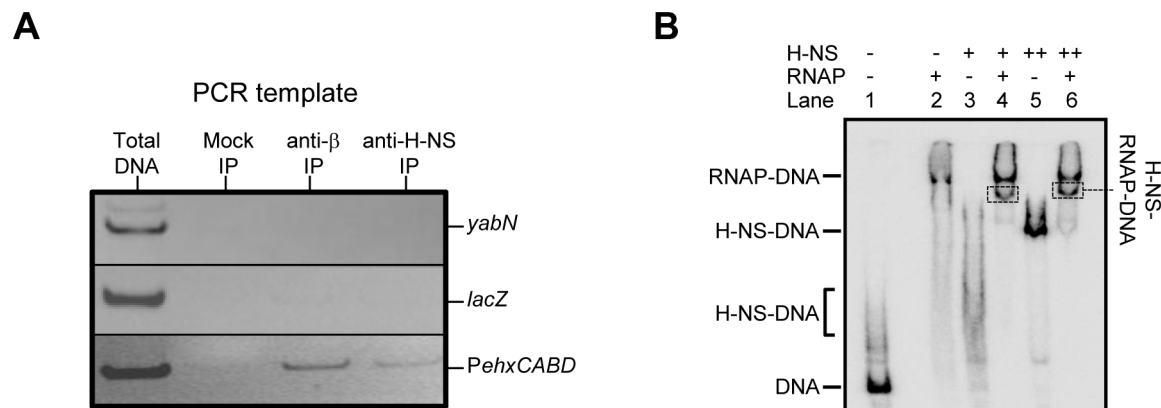 A
PCR template
Total DNA
Mock IP
anti-β IP
anti-H-NS IP
yabN
lacZ
PehxCABD
B
H-NS - - + + ++ ++
RNAP - + - + - +
Lane 1 2 3 4 5 6
RNAP-DNA
H-NS-DNA
H-NS-DNA
DNA
H-NS-
RNAP-DNA